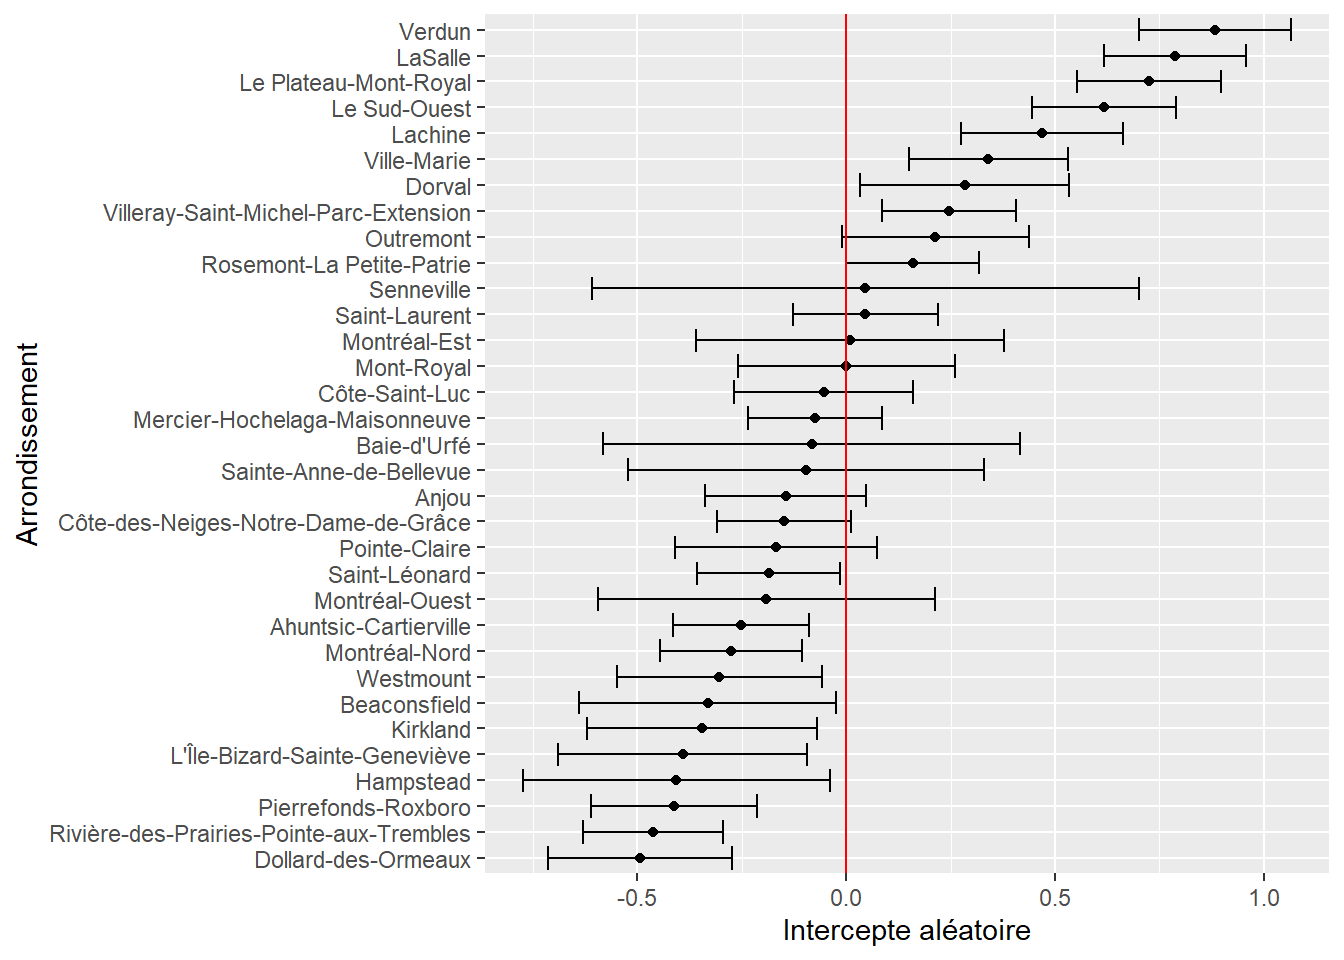 Arrondissement
Verdun
LaSalle
Le Plateau-Mont-Royal
Le Sud-Ouest
Lachine
Ville-Marie
Dorval
Villeray-Saint-Michel-Parc-Extension
Outremont
Rosemont-La Petite-Patrie
Senneville
Saint-Laurent
Montréal-Est
Mont-Royal
Côte-Saint-Luc
Mercier-Hochelaga-Maisonneuve
Baie-d'Urfé
Sainte-Anne-de-Bellevue
Anjou
Côte-des-Neiges-Notre-Dame-de-Grâce
Pointe-Claire
Saint-Léonard
Montréal-Ouest
Ahuntsic-Cartierville
Montréal-Nord
Westmount
Beaconsfield
Kirkland
L'Île-Bizard-Sainte-Geneviève
Hampstead
Pierrefonds-Roxboro
Rivière-des-Prairies-Pointe-aux-Trembles
Dollard-des-Ormeaux
-0.5 0.0 0.5 1.0
Intercepte aléatoire